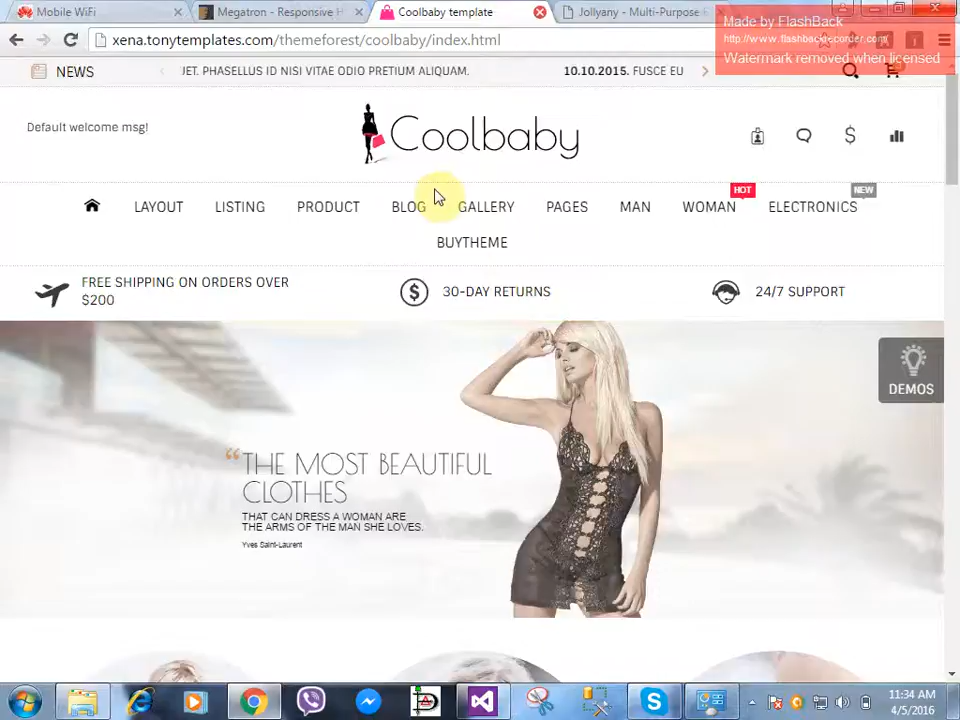 Mobile WiFi
Megatron - Responsive H
Coolbaby template
Jollyany - Multi-Purpose
Made by FlashBack
http://www.flashbackrecorder.com/
Watermark removed when licensed
xena.tonytemplates.com/themeforest/coolbaby/index.html
NEWS
JET. PHASELLUS ID NISI VITAE ODIO PRETIUM ALIQUAM.
10.10.2015. FUSCE EU
Default welcome msg!
Coolbaby
HOT
NEW
LAYOUT LISTING PRODUCT BLOG GALLERY PAGES MAN WOMAN ELECTRONICS
BUYTHEME
FREE SHIPPING ON ORDERS OVER
$200
30-DAY RETURNS
24/7 SUPPORT
DEMOS
“THE MOST BEAUTIFUL
CLOTHES
THAT CAN DRESS A WOMAN ARE
THE ARMS OF THE MAN SHE LOVES.
Yves Saint-Laurent
11:34 AM
4/5/2016